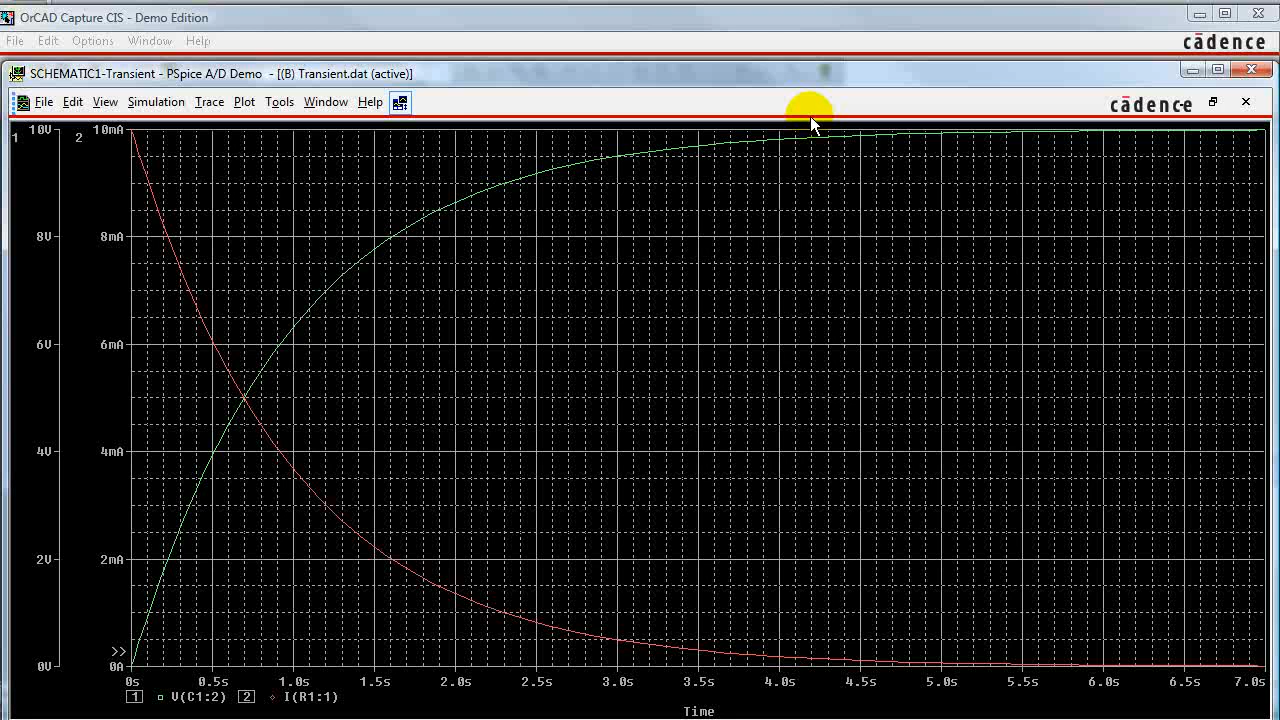 OrCAD Capture CIS - Demo Edition
File Edit Options Window Help
cādence
SCHEMATIC1-Transient - PSpice A/D Demo - [(B) Transient.dat (active)]
File Edit View Simulation Trace Plot Tools Window Help
cādence
10V 10mA
1 2
8V 8mA
6V 6mA
4V 4mA
2V 2mA
>>
0V 0A
0s 0.5s 1.0s 1.5s 2.0s 2.5s 3.0s 3.5s 4.0s 4.5s 5.0s 5.5s 6.0s 6.5s 7.0s
1 V(C1:2) 2 I(R1:1)
Time